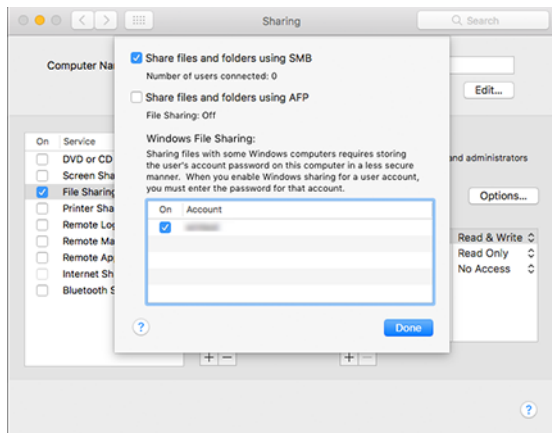 Sharing
Search
Computer Na
Edit...
Share files and folders using SMB
Number of users connected: 0
Share files and folders using AFP
File Sharing: Off
Windows File Sharing:
Sharing files with some Windows computers requires storing
the user's account password on this computer in a less secure
manner. When you enable Windows sharing for a user account,
you must enter the password for that account.
On Account
?
Done
On Service
DVD or CD
Screen Sha
File Sharing
Printer Sha
Remote Log
Remote Ma
Remote Ap
Internet Sh
Bluetooth S
and administrators
Options...
Read & Write
Read Only
No Access
+ −
+ −
?